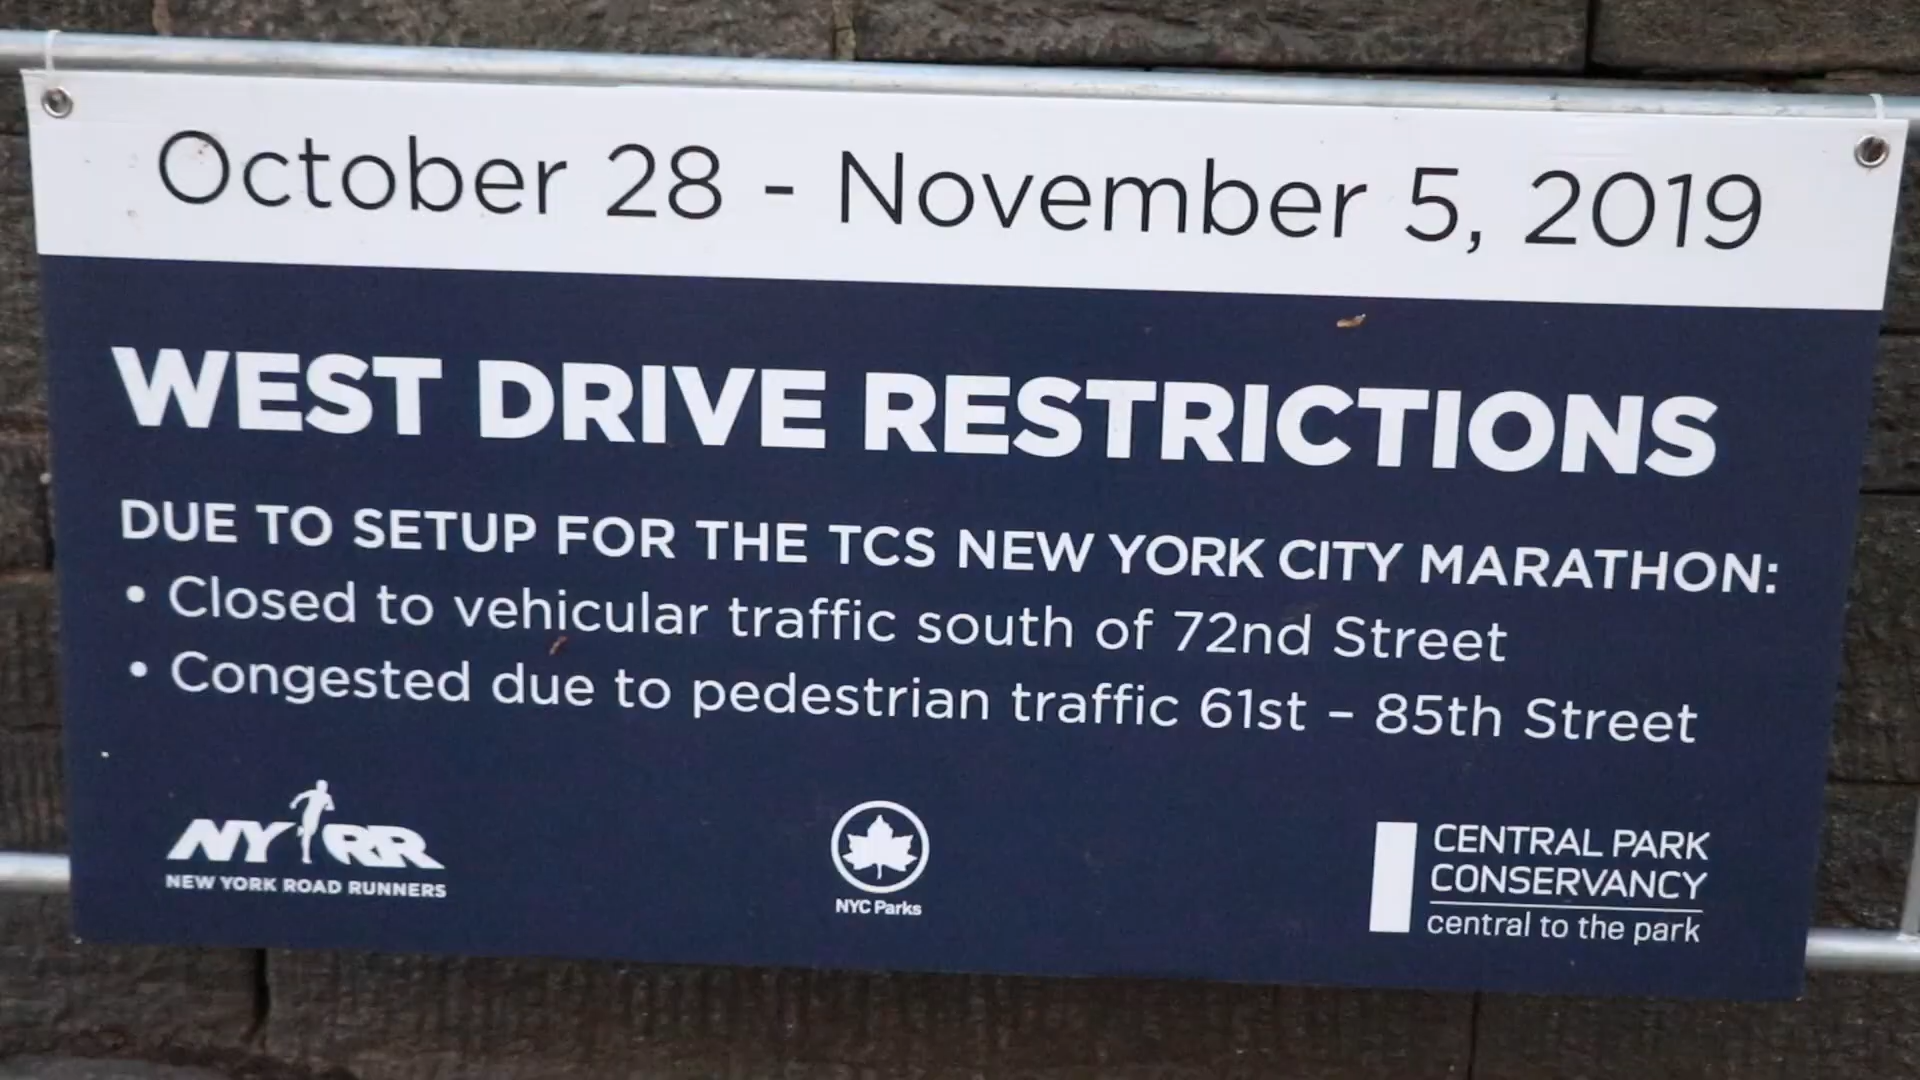 October 28 - November 5, 2019
WEST DRIVE RESTRICTIONS
DUE TO SETUP FOR THE TCS NEW YORK CITY MARATHON:
• Closed to vehicular traffic south of 72nd Street
• Congested due to pedestrian traffic 61st – 85th Street
NYRR
NEW YORK ROAD RUNNERS
NYC Parks
CENTRAL PARK
CONSERVANCY
central to the park